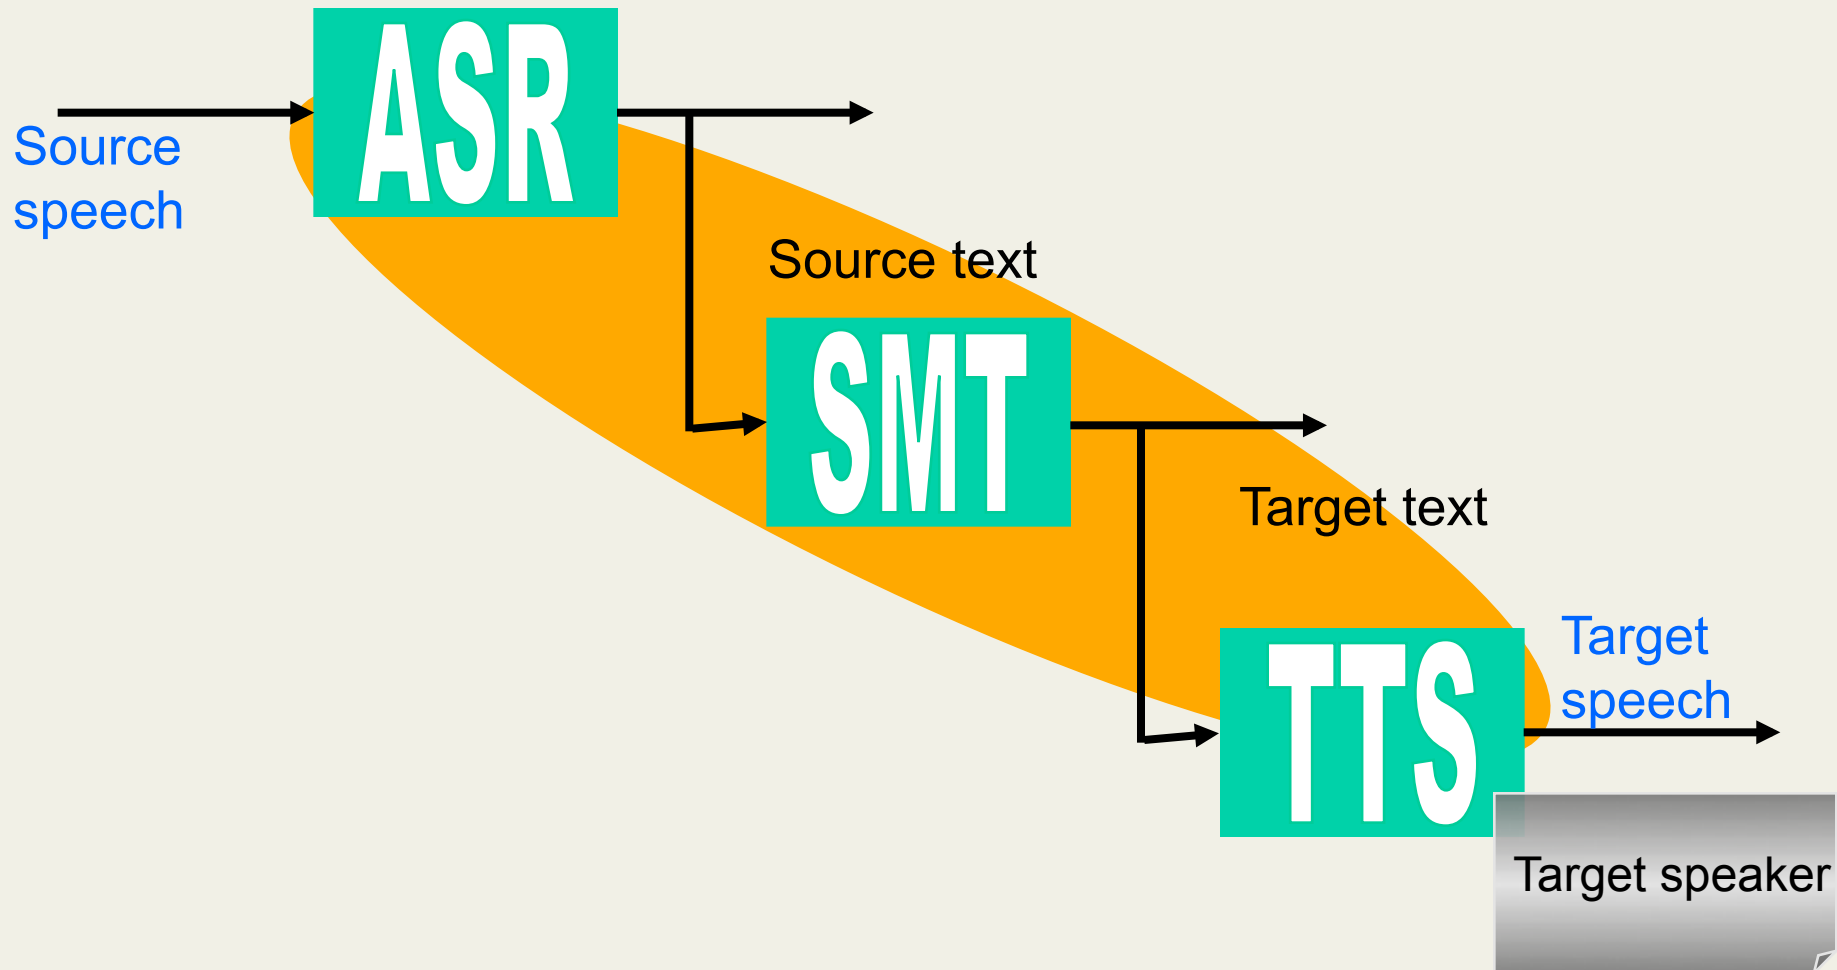 ASR
Source
speech
Source text
SMT
Target text
Target
speech
TTS
Target speaker